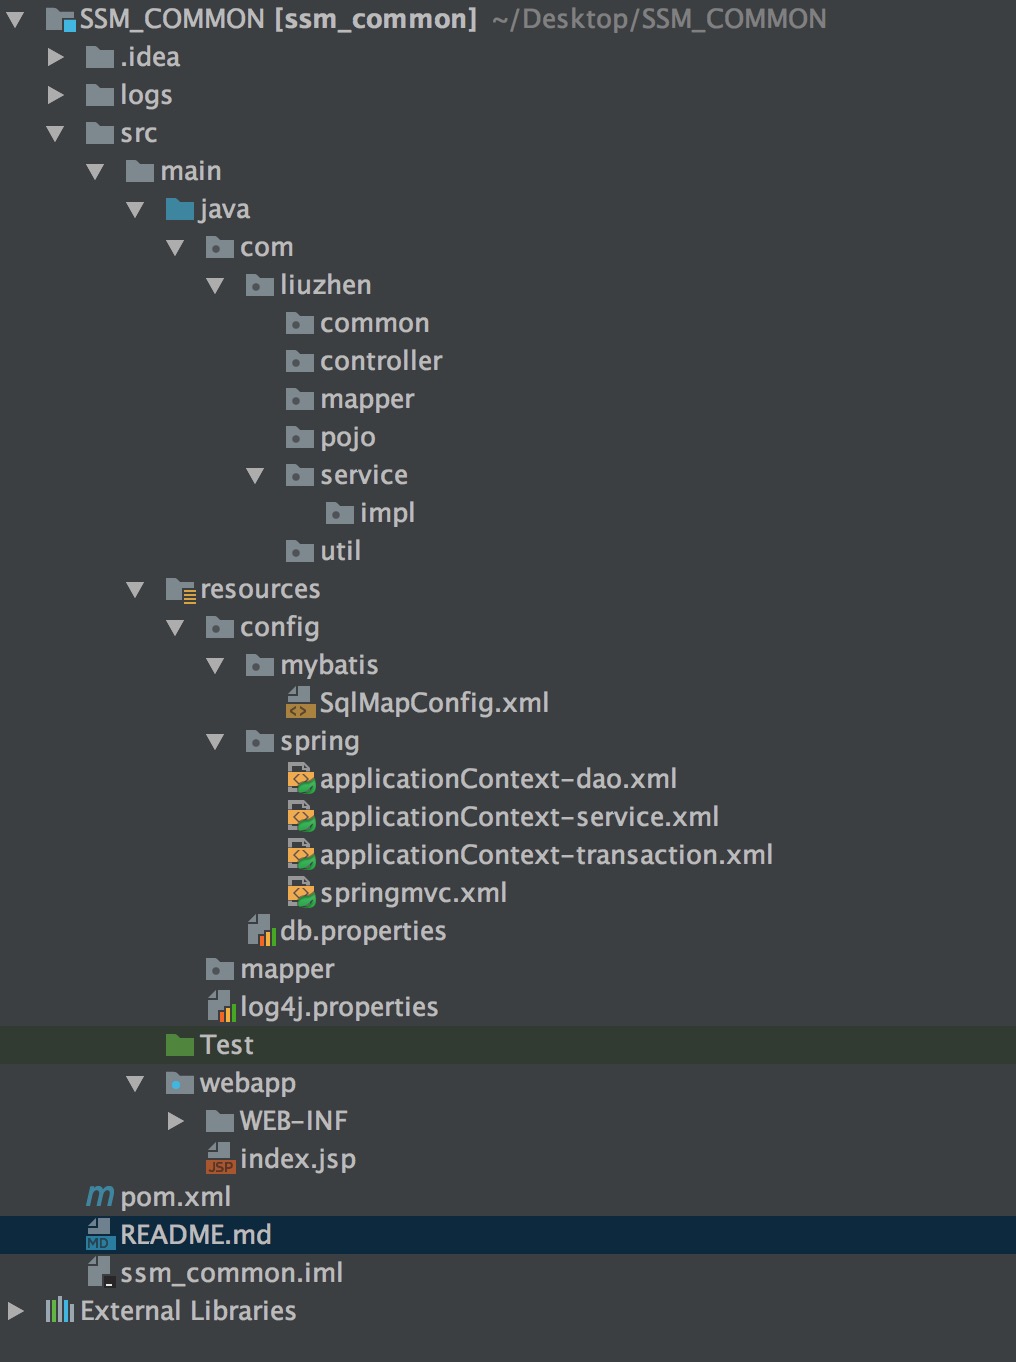 SSM_COMMON [ssm_common] ~/Desktop/SSM_COMMON
.idea
logs
src
main
java
com
liuzhen
common
controller
mapper
pojo
service
impl
util
resources
config
mybatis
SqlMapConfig.xml
spring
applicationContext-dao.xml
applicationContext-service.xml
applicationContext-transaction.xml
springmvc.xml
db.properties
mapper
log4j.properties
Test
webapp
WEB-INF
JSP index.jsp
m pom.xml
MD README.md
ssm_common.iml
External Libraries